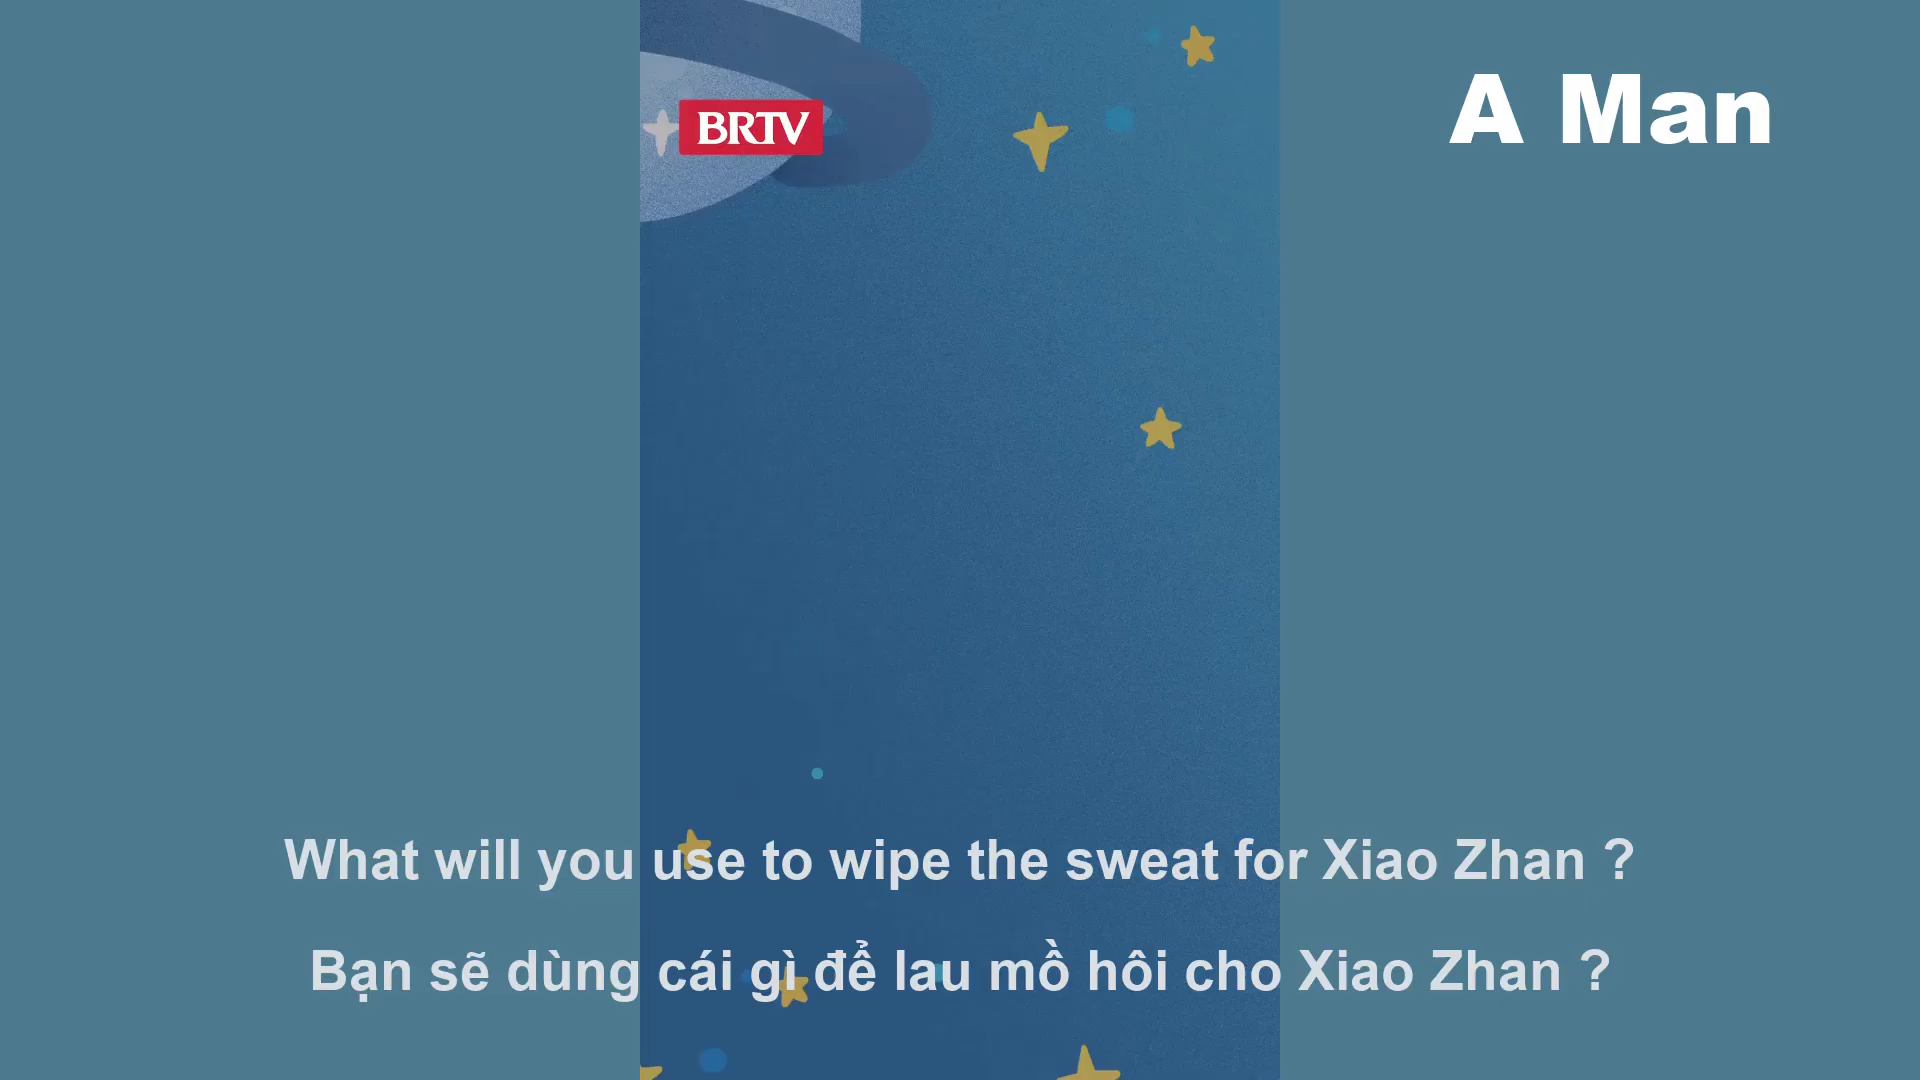 BRTV
A Man
What will you use to wipe the sweat for Xiao Zhan ?
Bạn sẽ dùng cái gì để lau mồ hôi cho Xiao Zhan ?